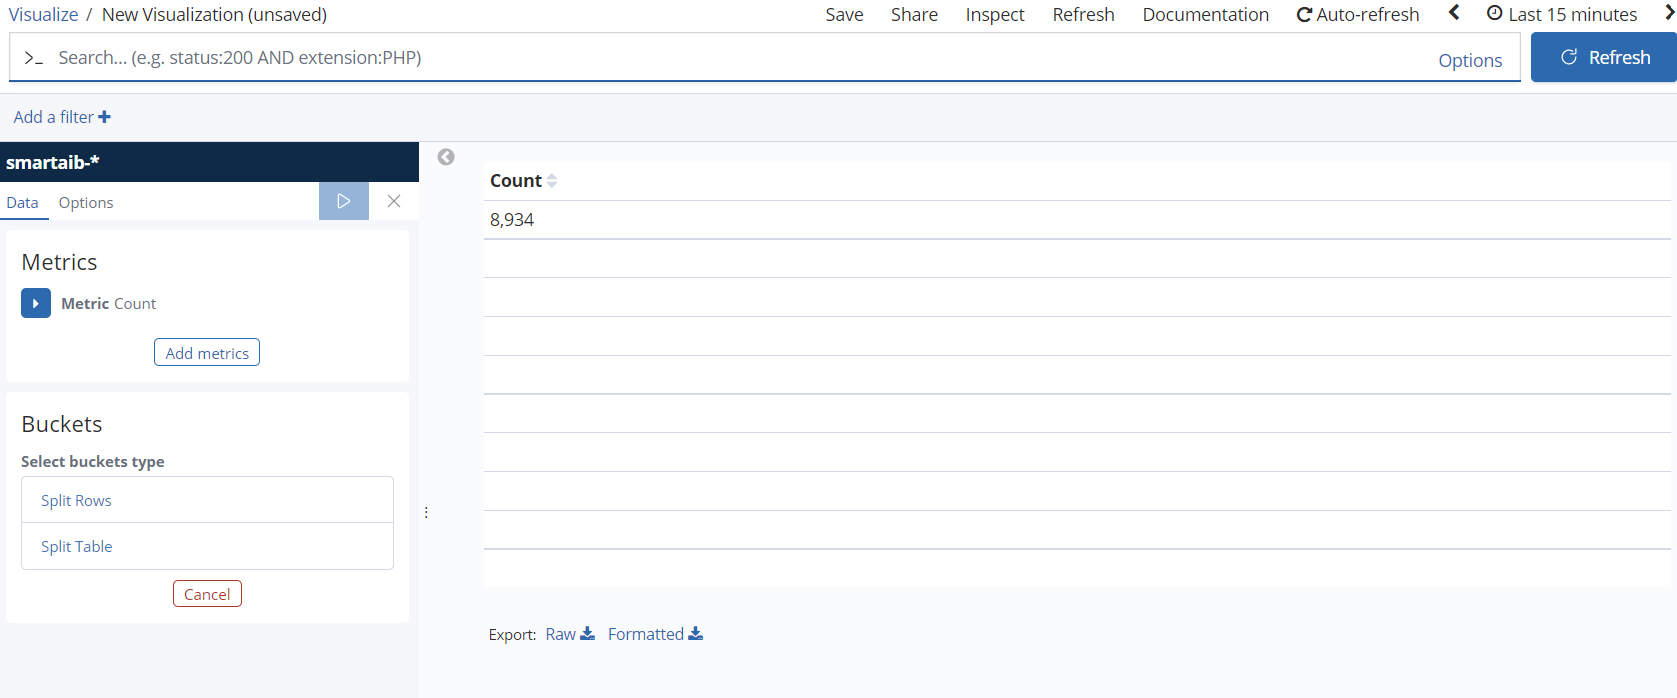 Visualize / New Visualization (unsaved) Save Share Inspect Refresh Documentation Auto-refresh Last 15 minutes
>_ Search... (e.g. status:200 AND extension:PHP) Options Refresh
Add a filter
smartaib-*
Data Options
Count
8,934
Metrics
Metric Count
Add metrics
Buckets
Select buckets type
Split Rows
Split Table
Cancel
Export: Raw Formatted